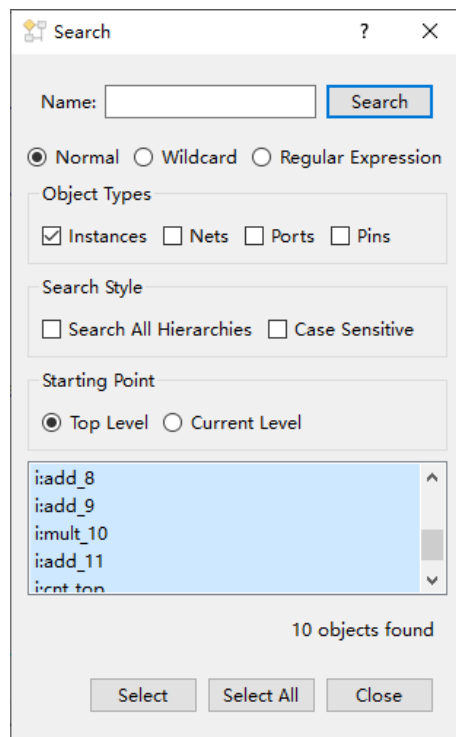 Search ?
Name: Search
Normal Wildcard Regular Expression
Object Types
Instances Nets Ports Pins
Search Style
Search All Hierarchies Case Sensitive
Starting Point
Top Level Current Level
i:add_8
i:add_9
i:mult_10
i:add_11
i:cnt_top
10 objects found
Select Select All Close